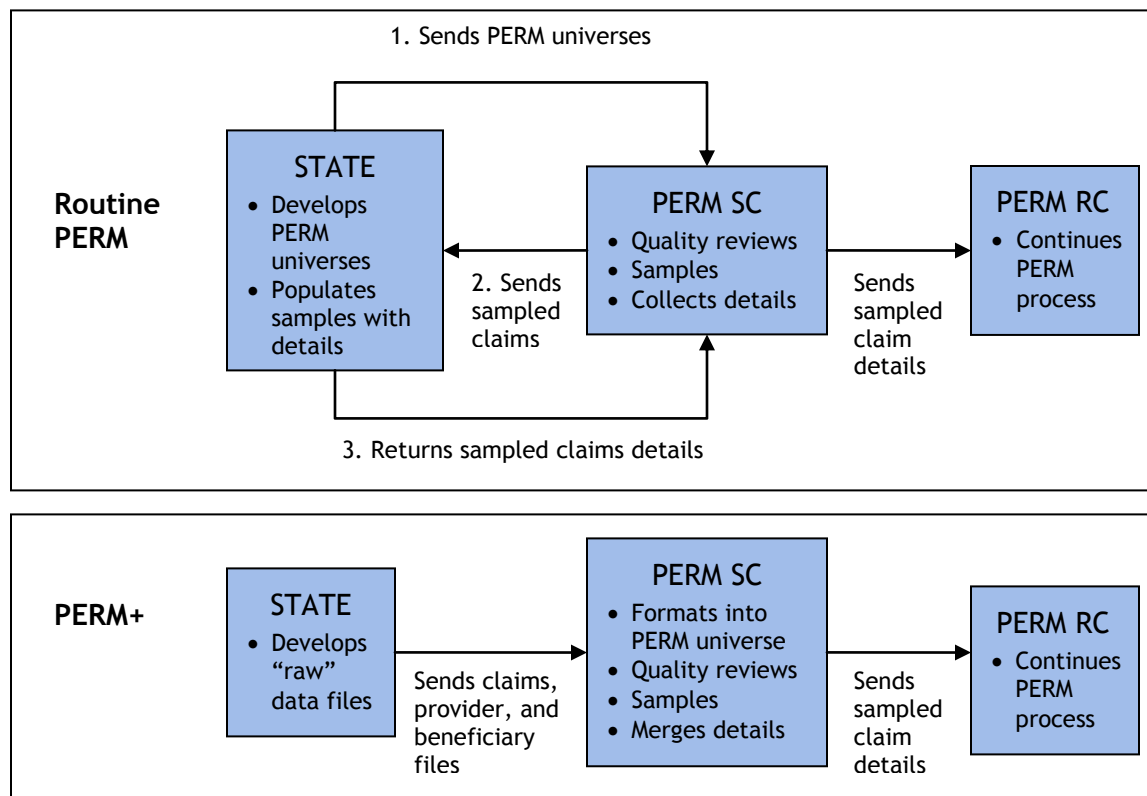 1. Sends PERM universes
Routine
PERM
STATE
• Develops
PERM
universes
• Populates
samples with
details
2. Sends
sampled
claims
PERM SC
• Quality reviews
• Samples
• Collects details
Sends
sampled
claim
details
PERM RC
• Continues
PERM
process
3. Returns sampled claims details
PERM+
STATE
• Develops
“raw”
data files
Sends claims,
provider, and
beneficiary
files
PERM SC
• Formats into
PERM universe
• Quality reviews
• Samples
• Merges details
Sends
sampled
claim
details
PERM RC
• Continues
PERM
process